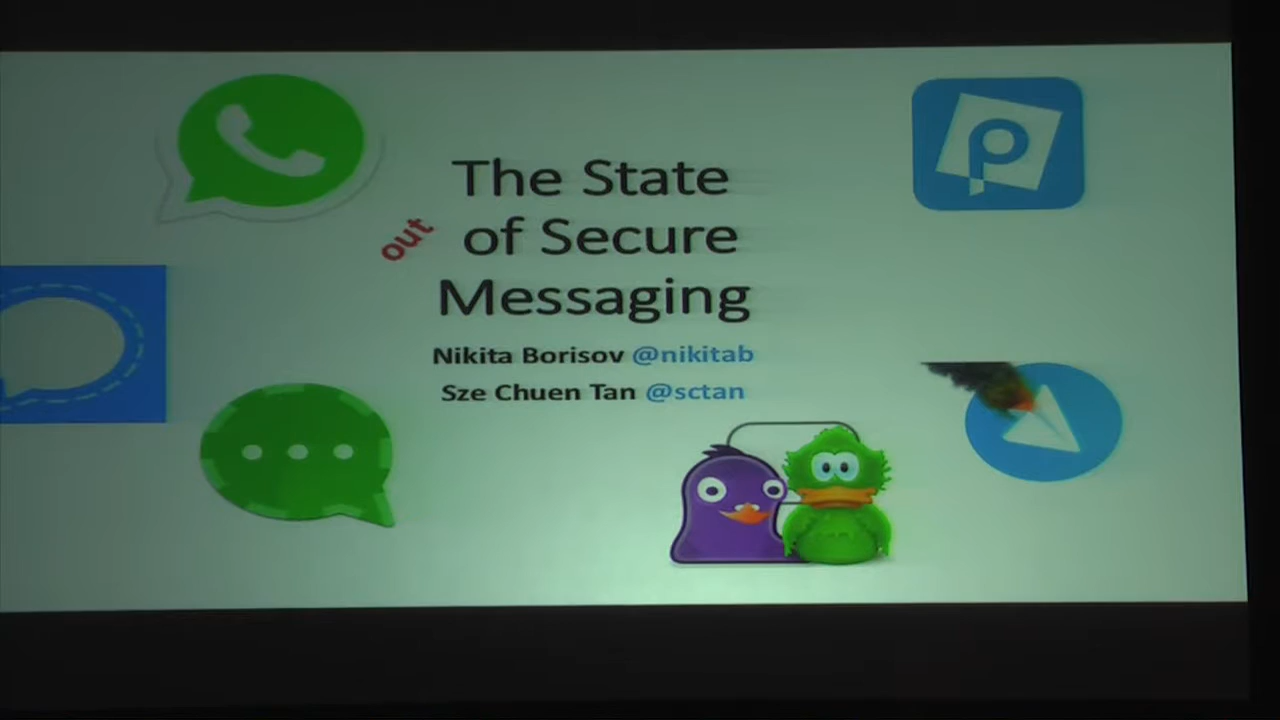 The State
out of Secure
Messaging
Nikita Borisov @nikitab
Sze Chuen Tan @sctan